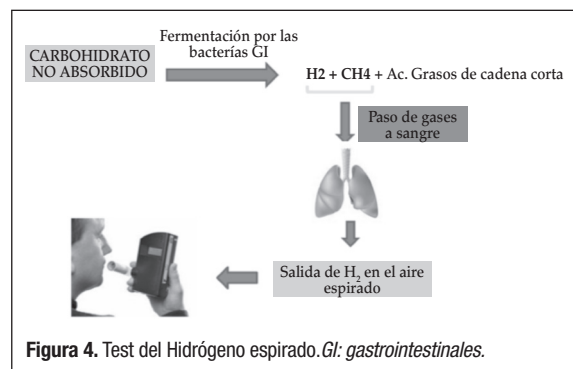 Fermentación por las
bacterías GI
CARBOHIDRATO
NO ABSORBIDO
H2 + CH4 + Ac. Grasos de cadena corta
Paso de gases
a sangre
Salida de H₂ en el aire
espirado
Figura 4. Test del Hidrógeno espirado.GI: gastrointestinales.